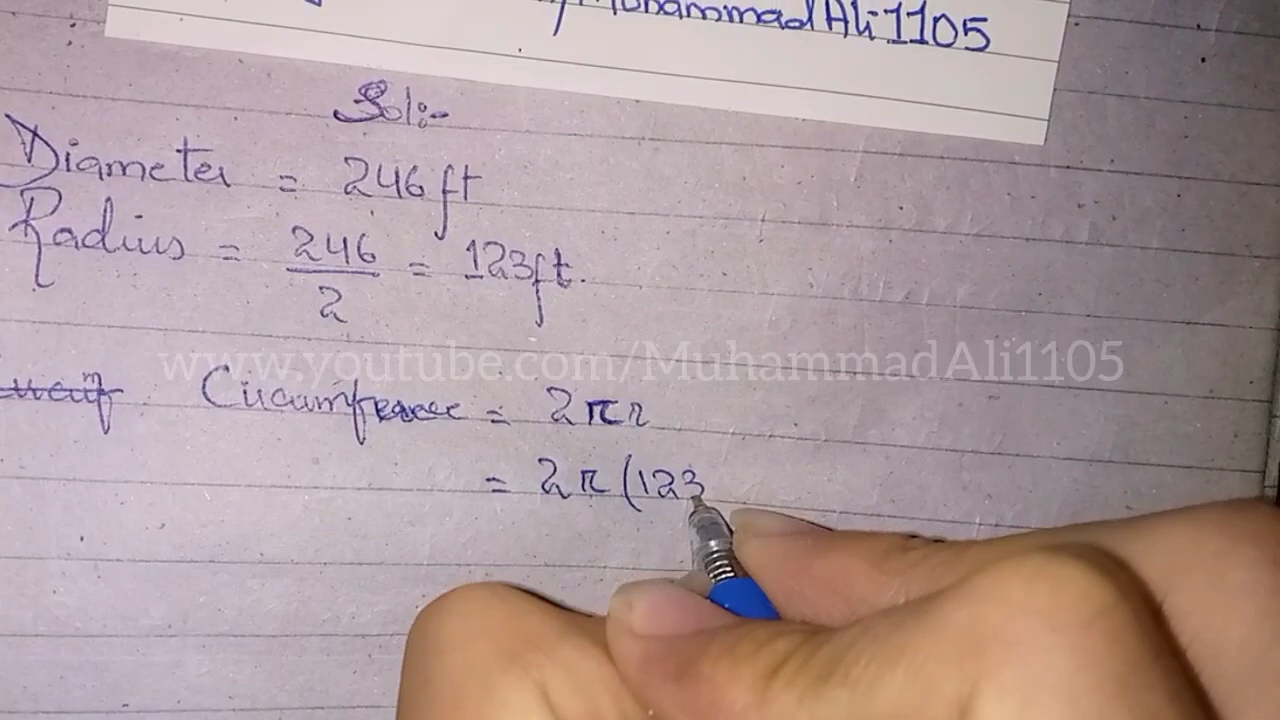 MuhammadAli1105
Sol:-
Diameter = 246 ft
Radius = 246/2 = 123ft.
www.youtube.com/MuhammadAli1105
Circumference = 2πr
= 2π(123